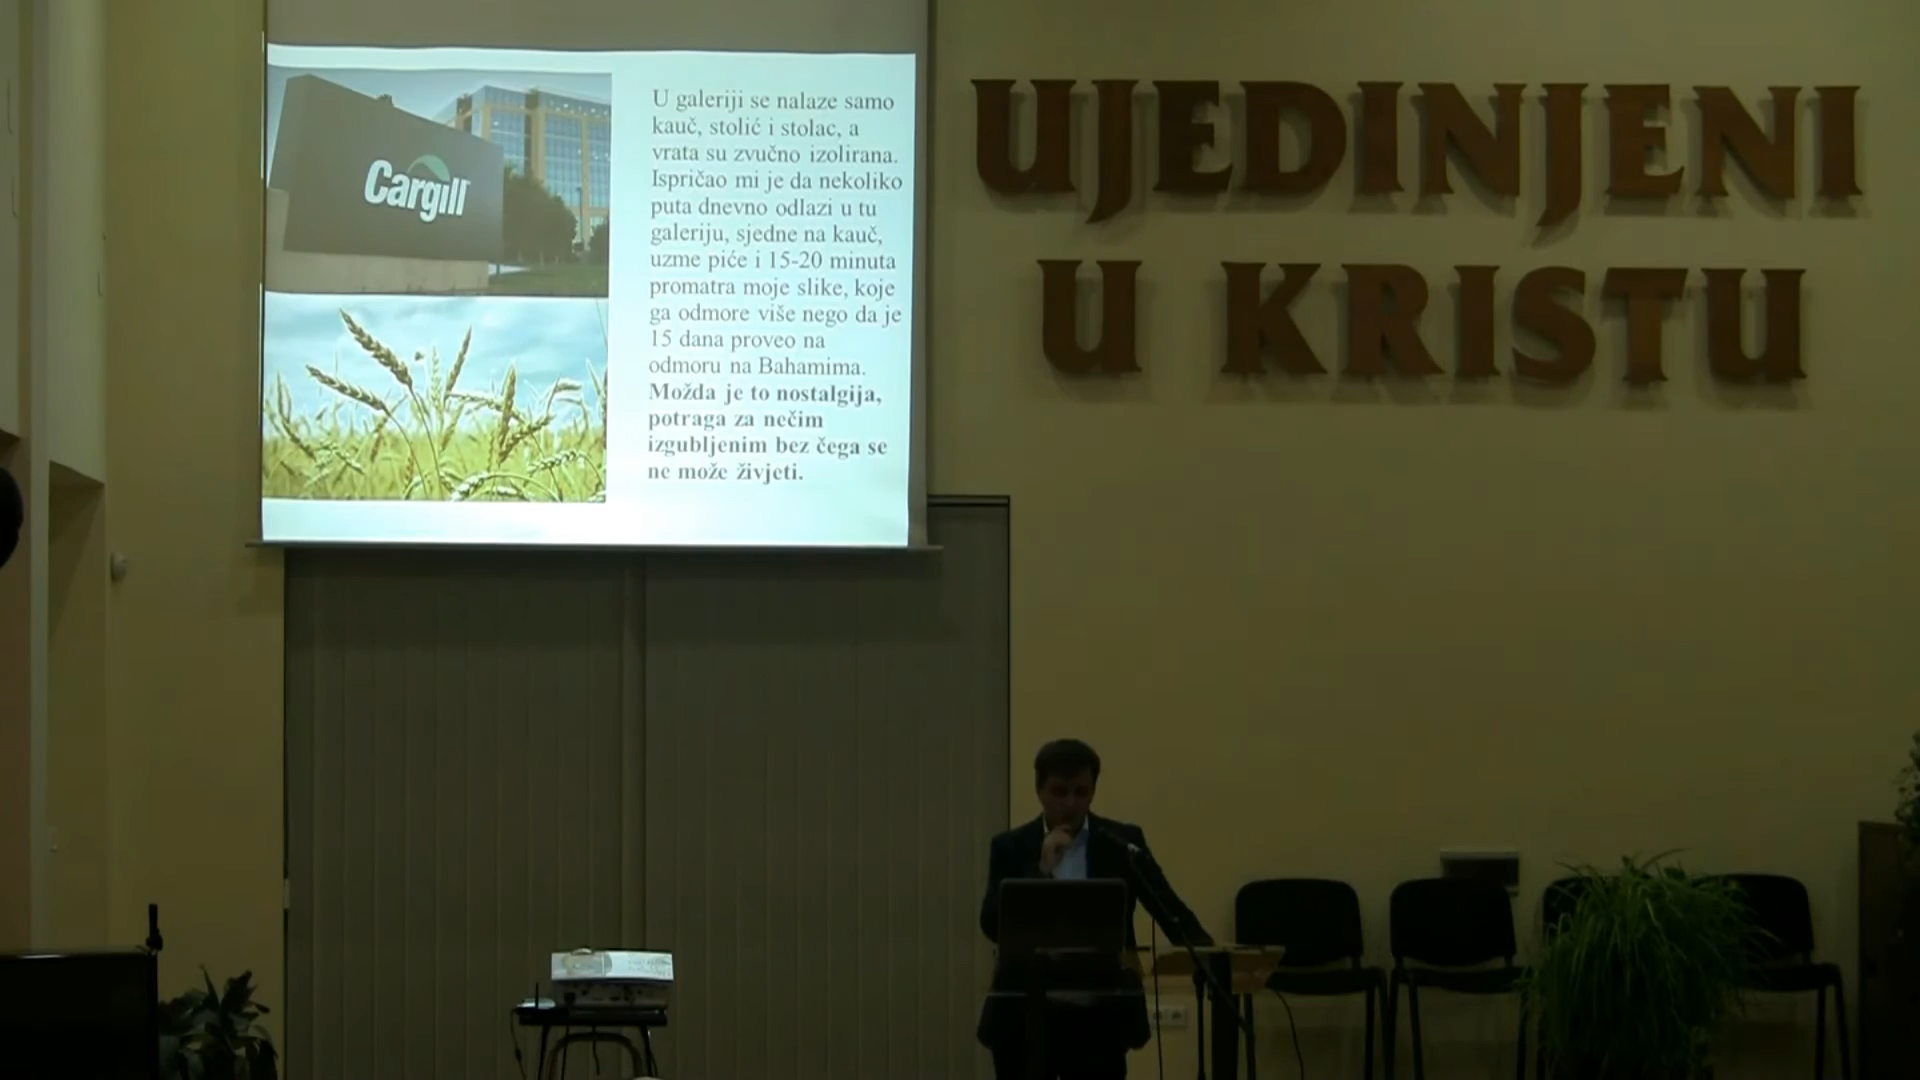 Cargill
U galeriji se nalaze samo
kauč, stolić i stolac, a
vrata su zvučno izolirana.
Ispričao mi je da nekoliko
puta dnevno odlazi u tu
galeriju, sjedne na kauč,
uzme piće i 15-20 minuta
promatra moje slike, koje
ga odmore više nego da je
15 dana proveo na
odmoru na Bahamima.
Možda je to nostalgija,
potraga za nečim
izgubljenim bez čega se
ne može živjeti.
UJEDINJENI
U KRISTU